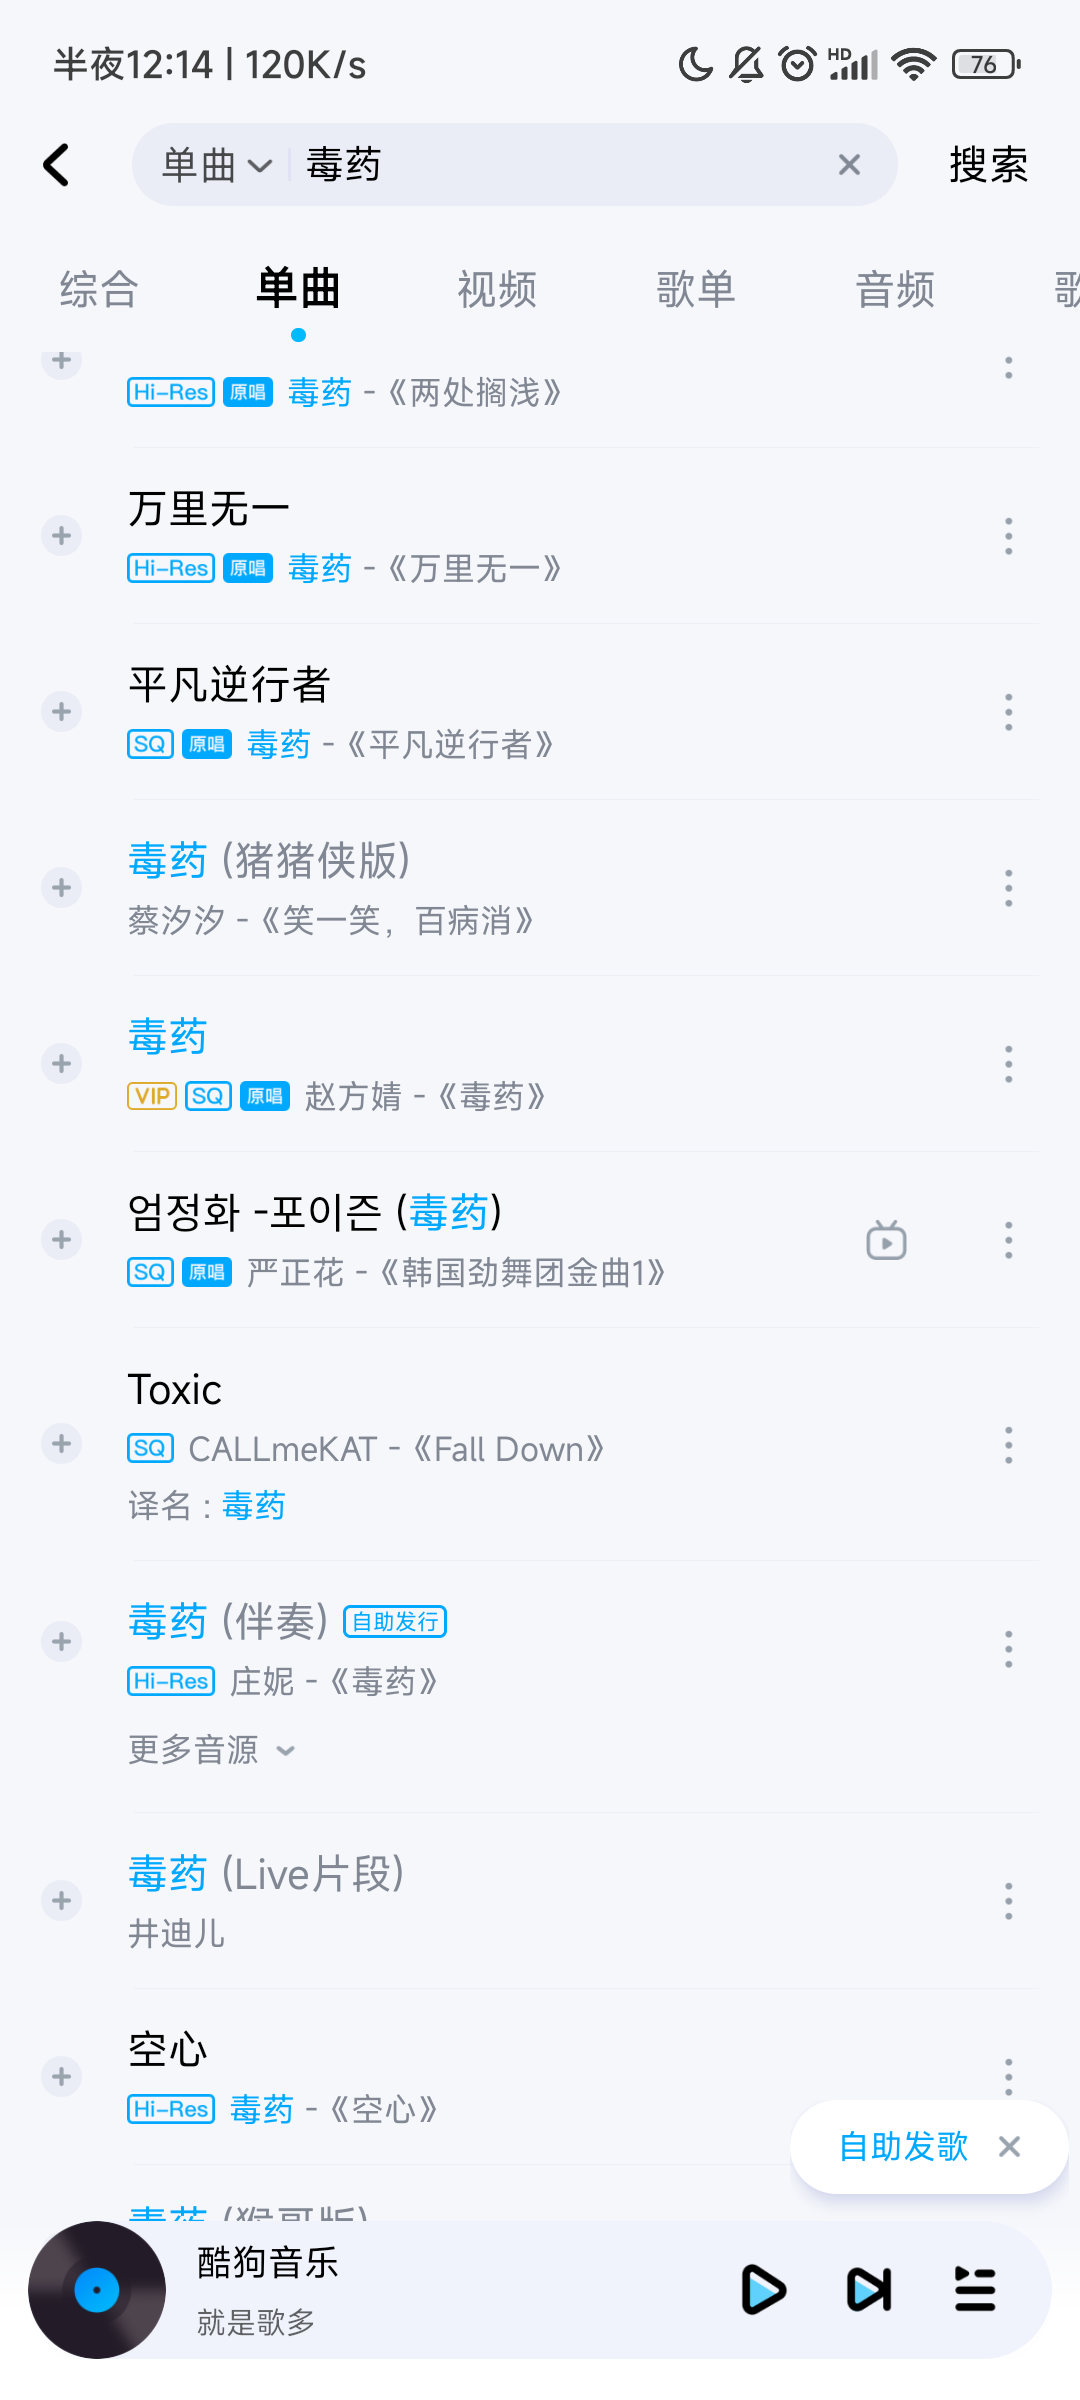 半夜12:14 | 120K/s
HD
76
单曲
毒药
搜索
综合
单曲
视频
歌单
音频
Hi-Res 原唱 毒药 -《两处搁浅》
万里无一
Hi-Res 原唱 毒药 -《万里无一》
平凡逆行者
SQ 原唱 毒药 -《平凡逆行者》
毒药 (猪猪侠版)
蔡汐汐 -《笑一笑，百病消》
毒药
VIP SQ 原唱 赵方婧 -《毒药》
엄정화 -포이즌 (毒药)
SQ 原唱 严正花 -《韩国劲舞团金曲1》
Toxic
SQ CALLmeKAT -《Fall Down》
译名 : 毒药
毒药 (伴奏) 自助发行
Hi-Res 庄妮 -《毒药》
更多音源
毒药 (Live片段)
井迪儿
空心
Hi-Res 毒药 -《空心》
自助发歌
毒药 (猴哥版)
酷狗音乐
就是歌多